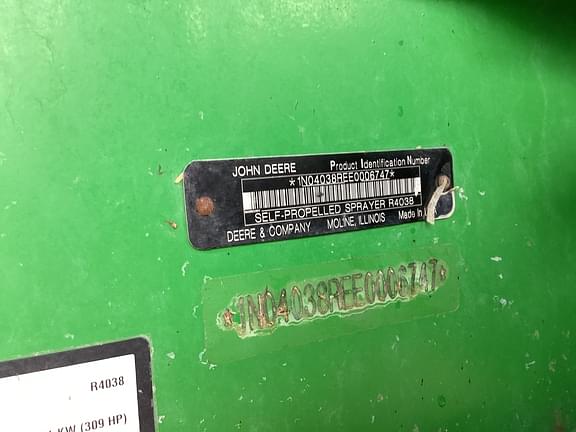 JOHN DEERE Product Identification Number
*1N04038REE0006747*
SELF-PROPELLED SPRAYER R4038
DEERE & COMPANY MOLINE, ILLINOIS Made In
*1N04038REE0006747*
R4038
KW (309 HP)